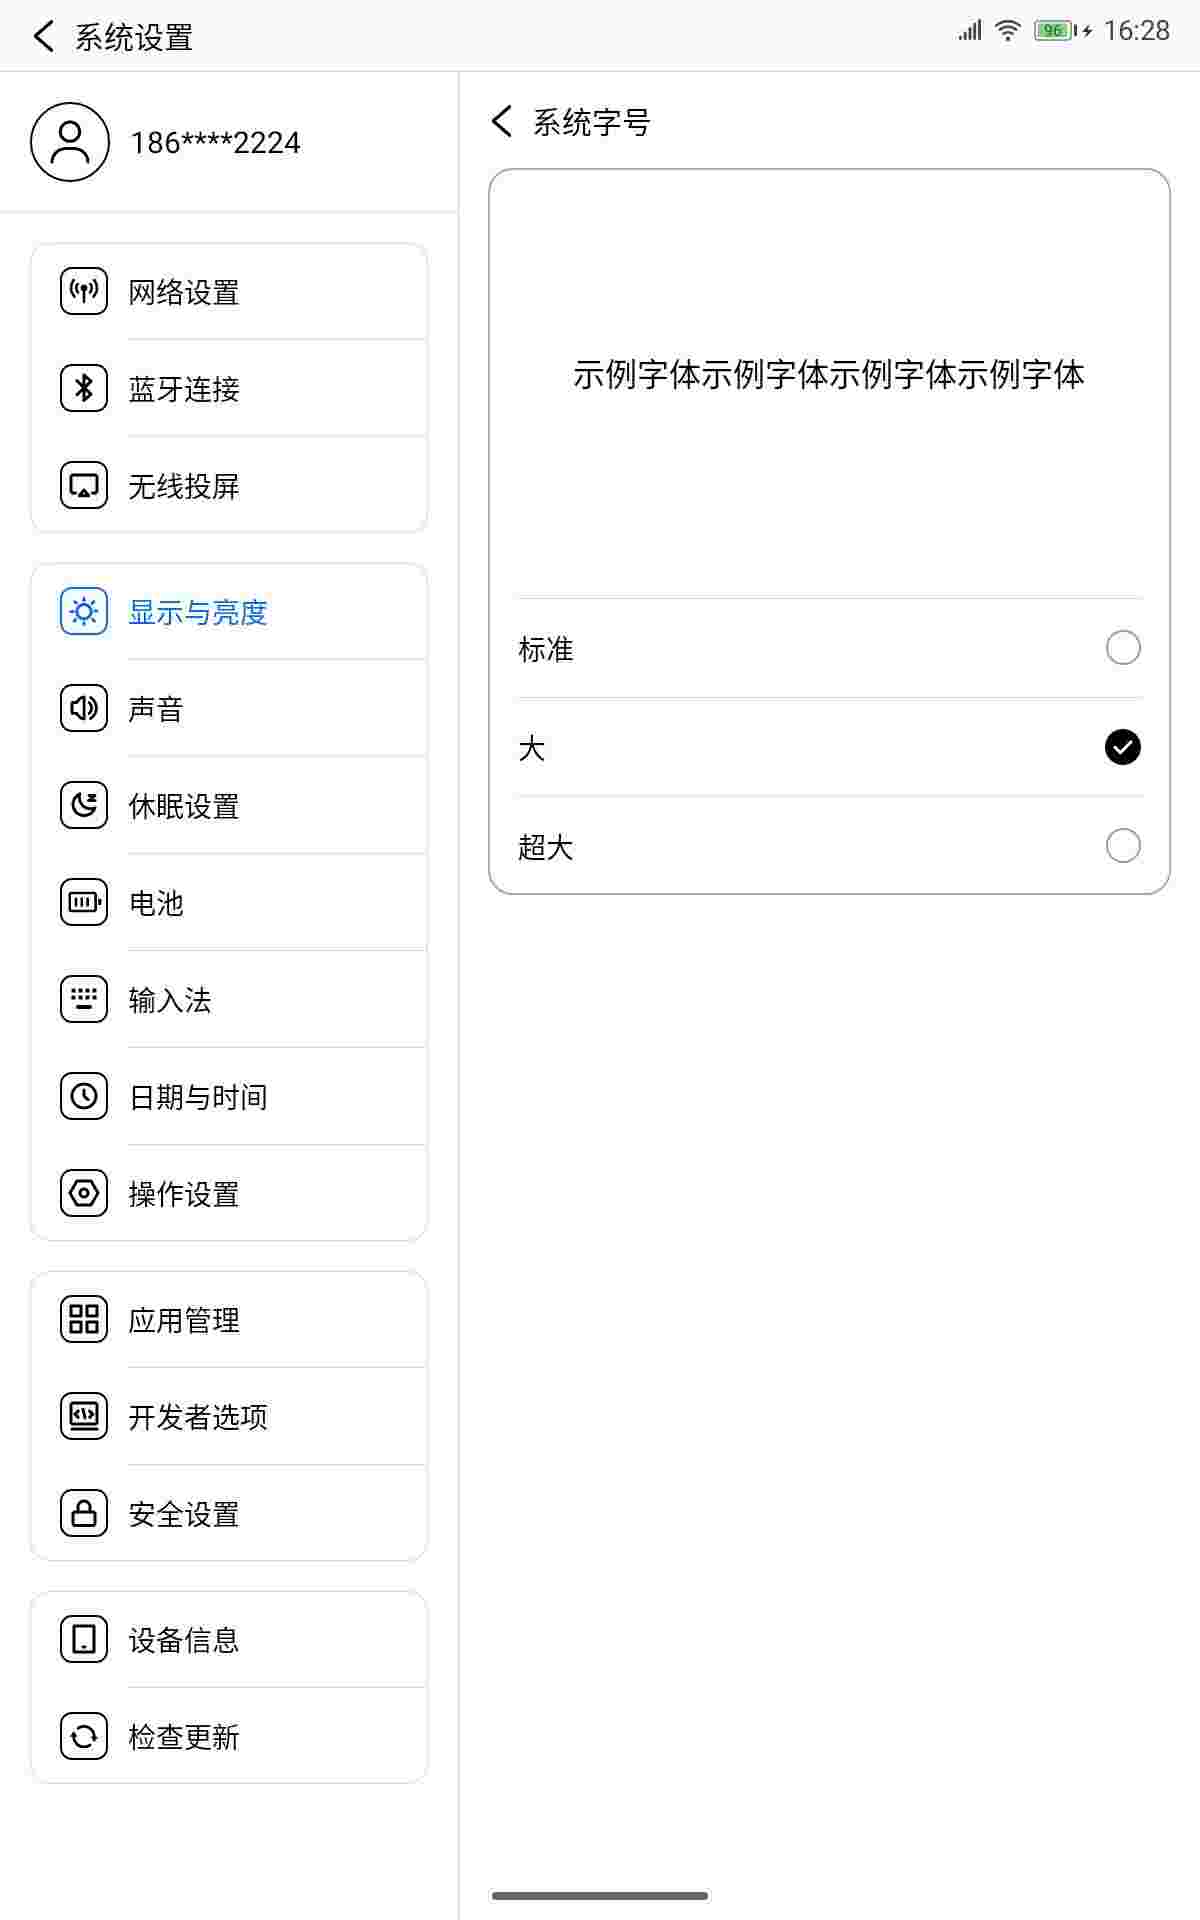 系统设置
96
16:28
186****2224
网络设置
蓝牙连接
无线投屏
显示与亮度
声音
休眠设置
电池
输入法
日期与时间
操作设置
应用管理
开发者选项
安全设置
设备信息
检查更新
系统字号
示例字体示例字体示例字体示例字体
标准
大
超大